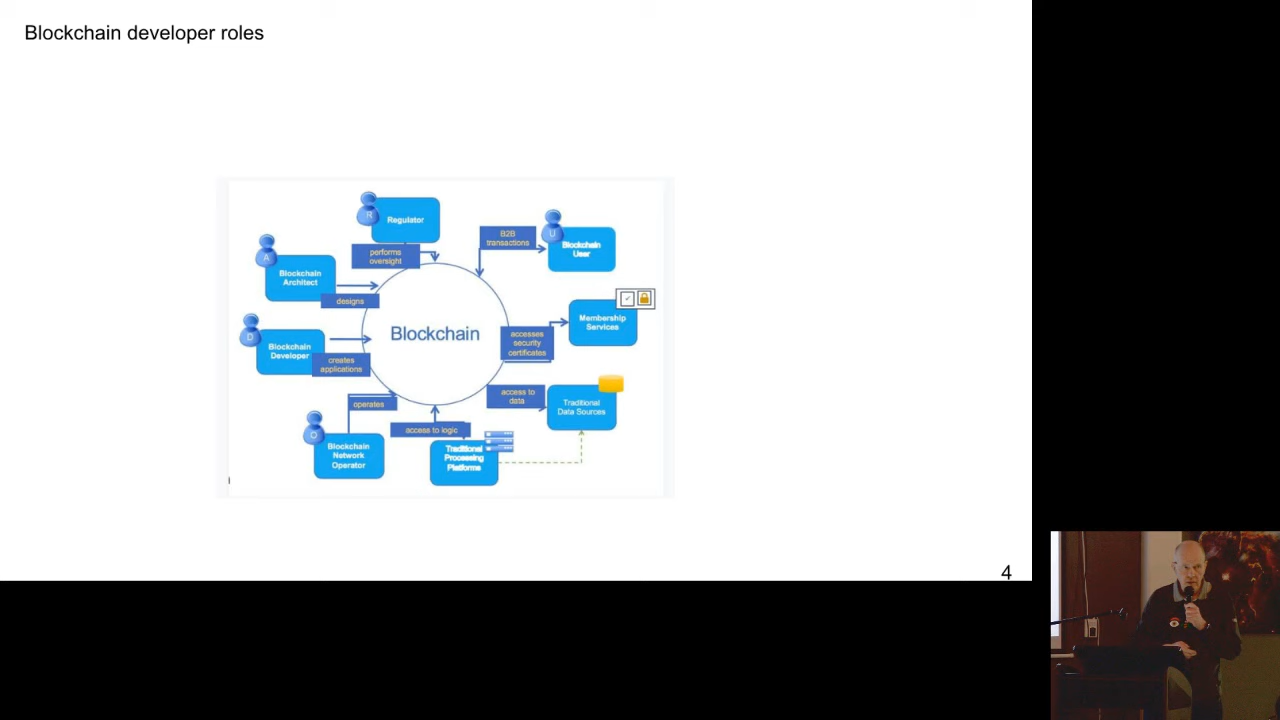 Blockchain developer roles
R
Regulator
performs
oversight
B2B
transactions
U
Blockchain
User
A
Blockchain
Architect
designs
Membership
Services
Blockchain
accesses
security
certificates
D
Blockchain
Developer
creates
applications
operates
access to
data
Traditional
Data Sources
access to logic
O
Blockchain
Network
Operator
Traditional
Processing
Platforms
4